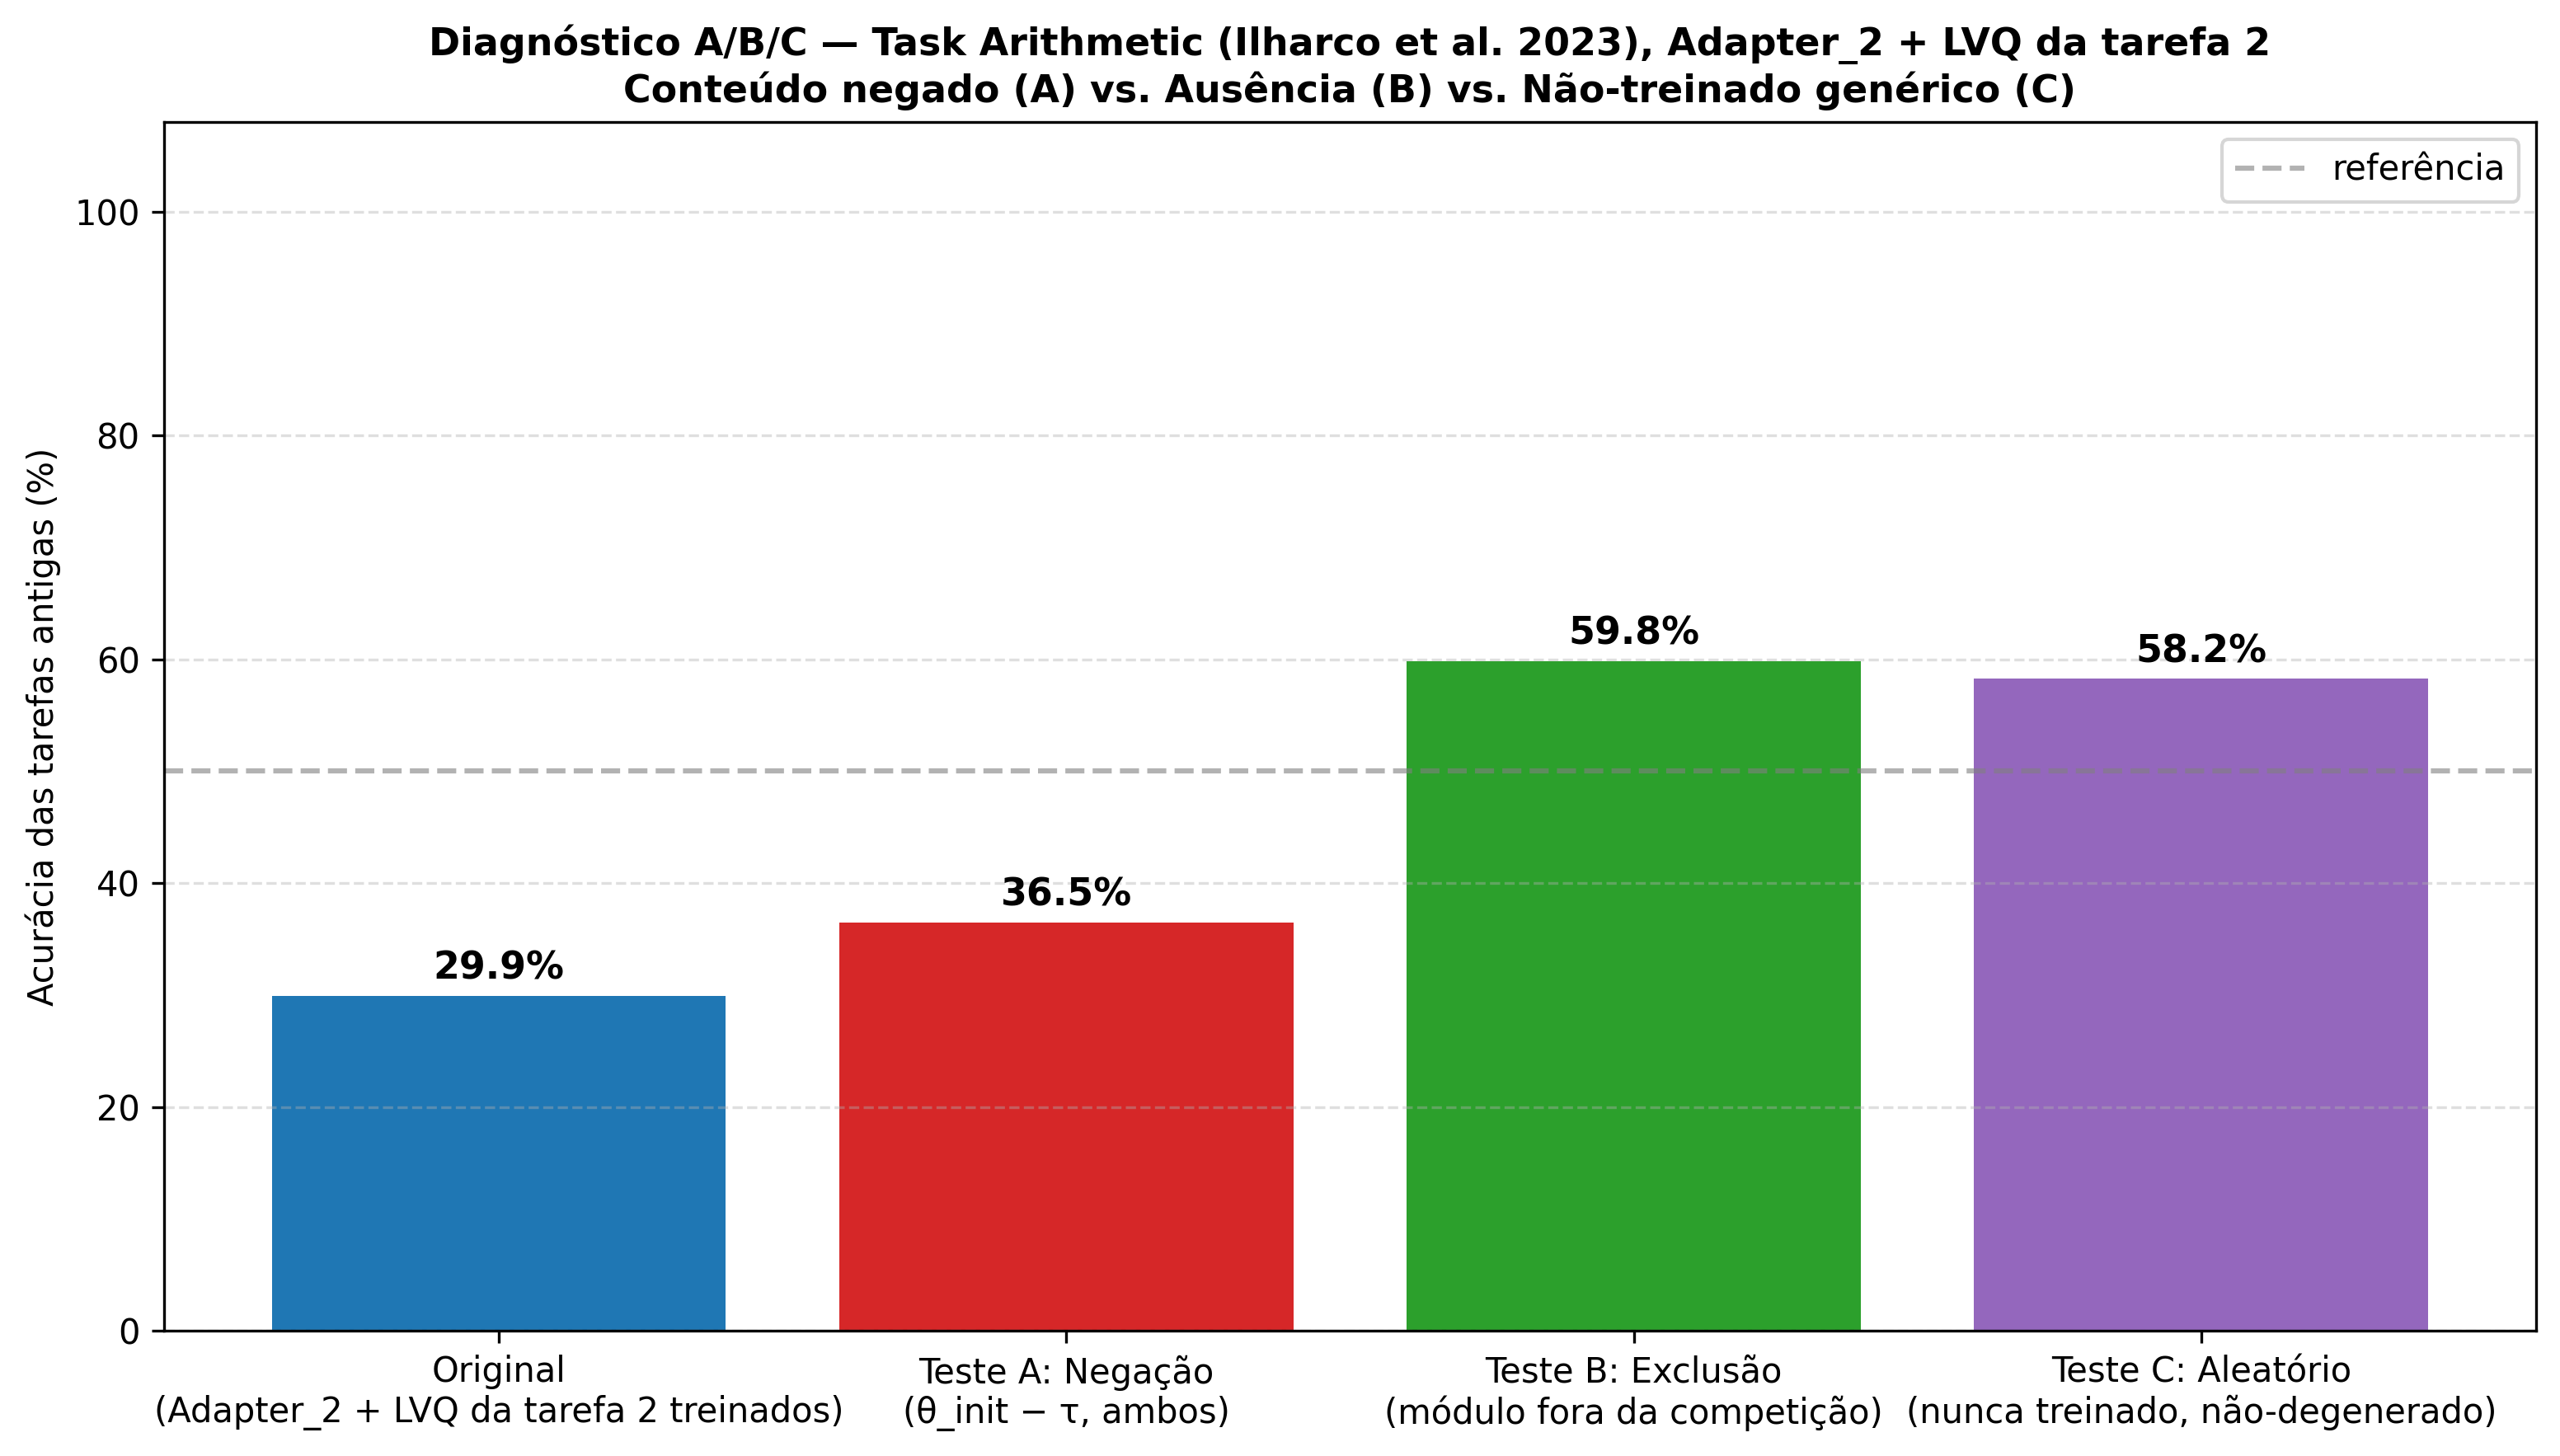 Diagnóstico A/B/C — Task Arithmetic (Ilharco et al. 2023), Adapter_2 + LVQ da tarefa 2
Conteúdo negado (A) vs. Ausência (B) vs. Não-treinado genérico (C)
referência
Acurácia das tarefas antigas (%)
100
80
60
40
20
0
29.9%
36.5%
59.8%
58.2%
Original
(Adapter_2 + LVQ da tarefa 2 treinados)
Teste A: Negação
(θ_init − τ, ambos)
Teste B: Exclusão
(módulo fora da competição)
Teste C: Aleatório
(nunca treinado, não-degenerado)